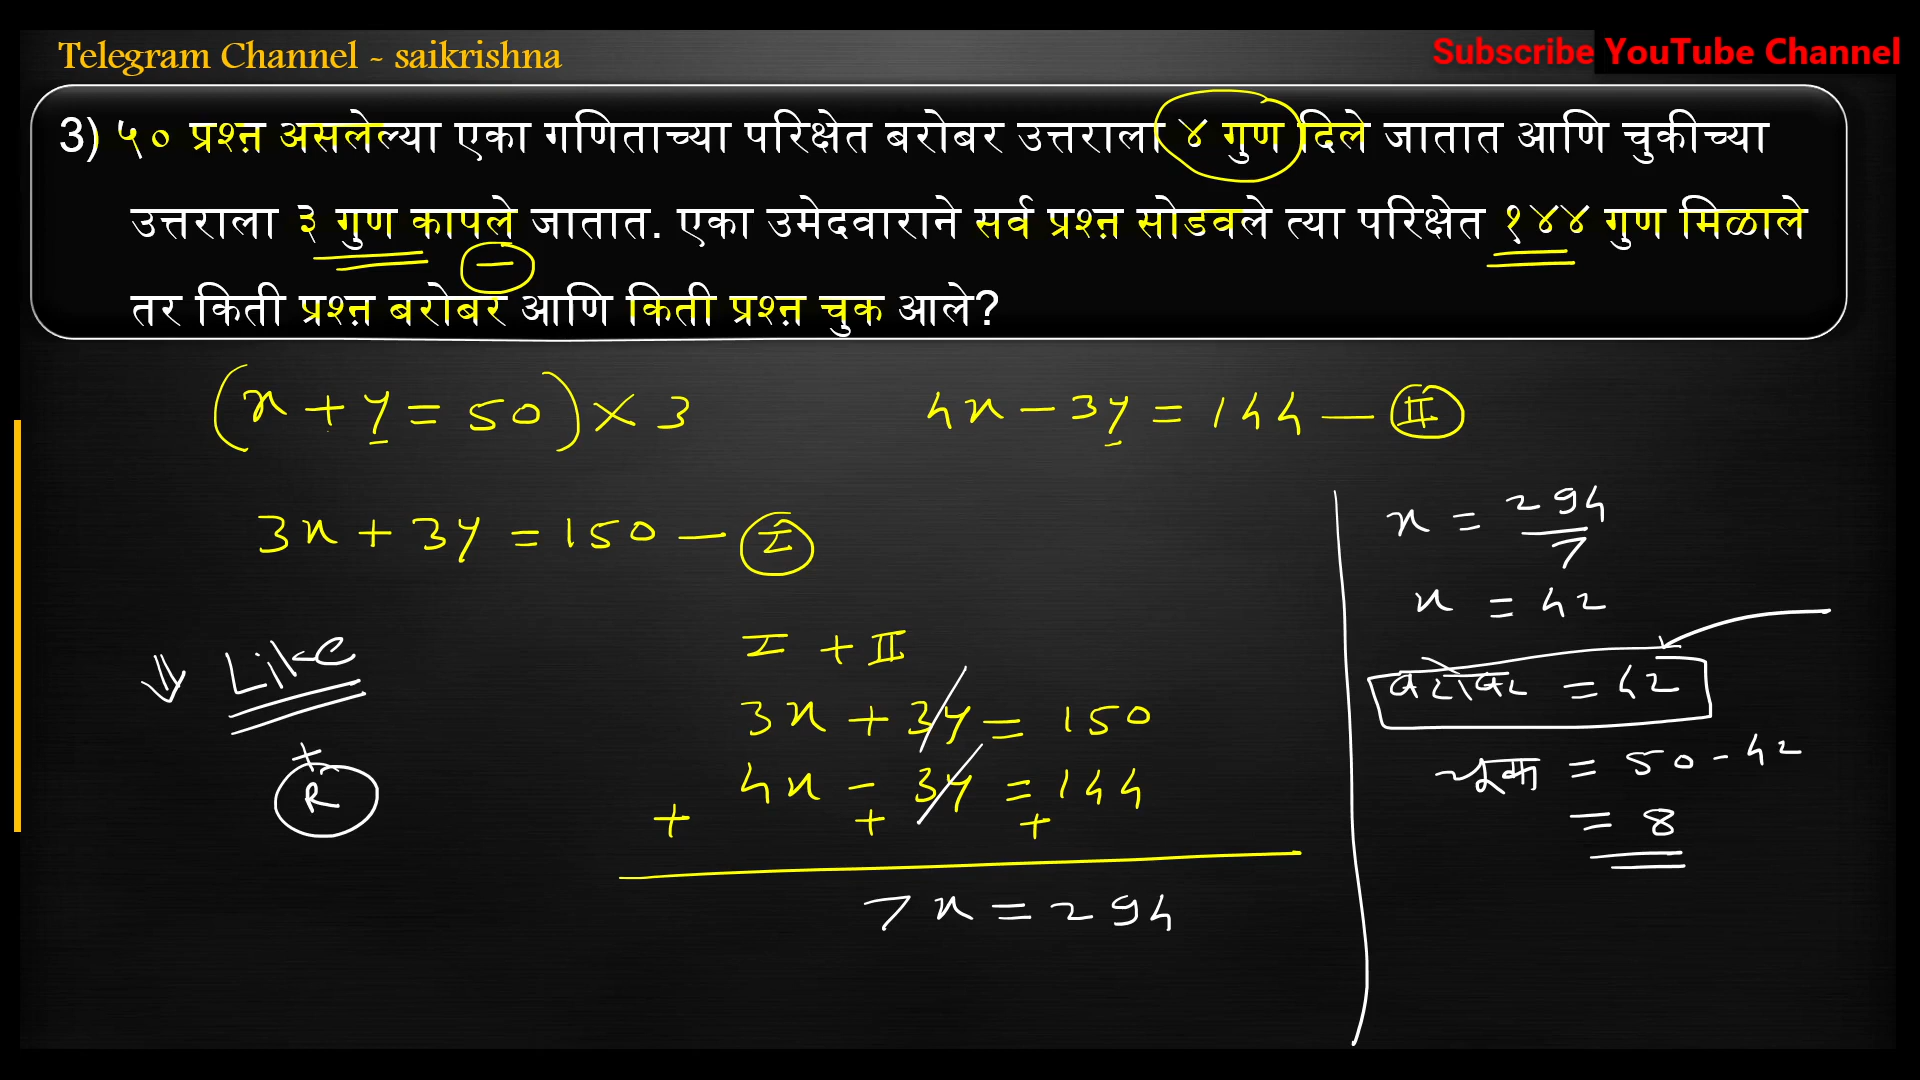 Telegram Channel - saikrishna
Subscribe YouTube Channel
3) ५० प्रश्न असलेल्या एका गणिताच्या परिक्षेत बरोबर उत्तराला ४ गुण दिले जातात आणि चुकीच्या
उत्तराला ३ गुण कापले जातात. एका उमेदवाराने सर्व प्रश्न सोडवले त्या परिक्षेत १४४ गुण मिळाले
तर किती प्रश्न बरोबर आणि किती प्रश्न चुक आले?
(x + y = 50) × 3
4x - 3y = 144 — II
3x + 3y = 150 — I
I + II
3x + 3y = 150
4x - 3y = 144
+ + +
7x = 294
x = 294/7
x = 42
बरोबर = 42
चूक = 50 - 42
= 8
Like
+
R